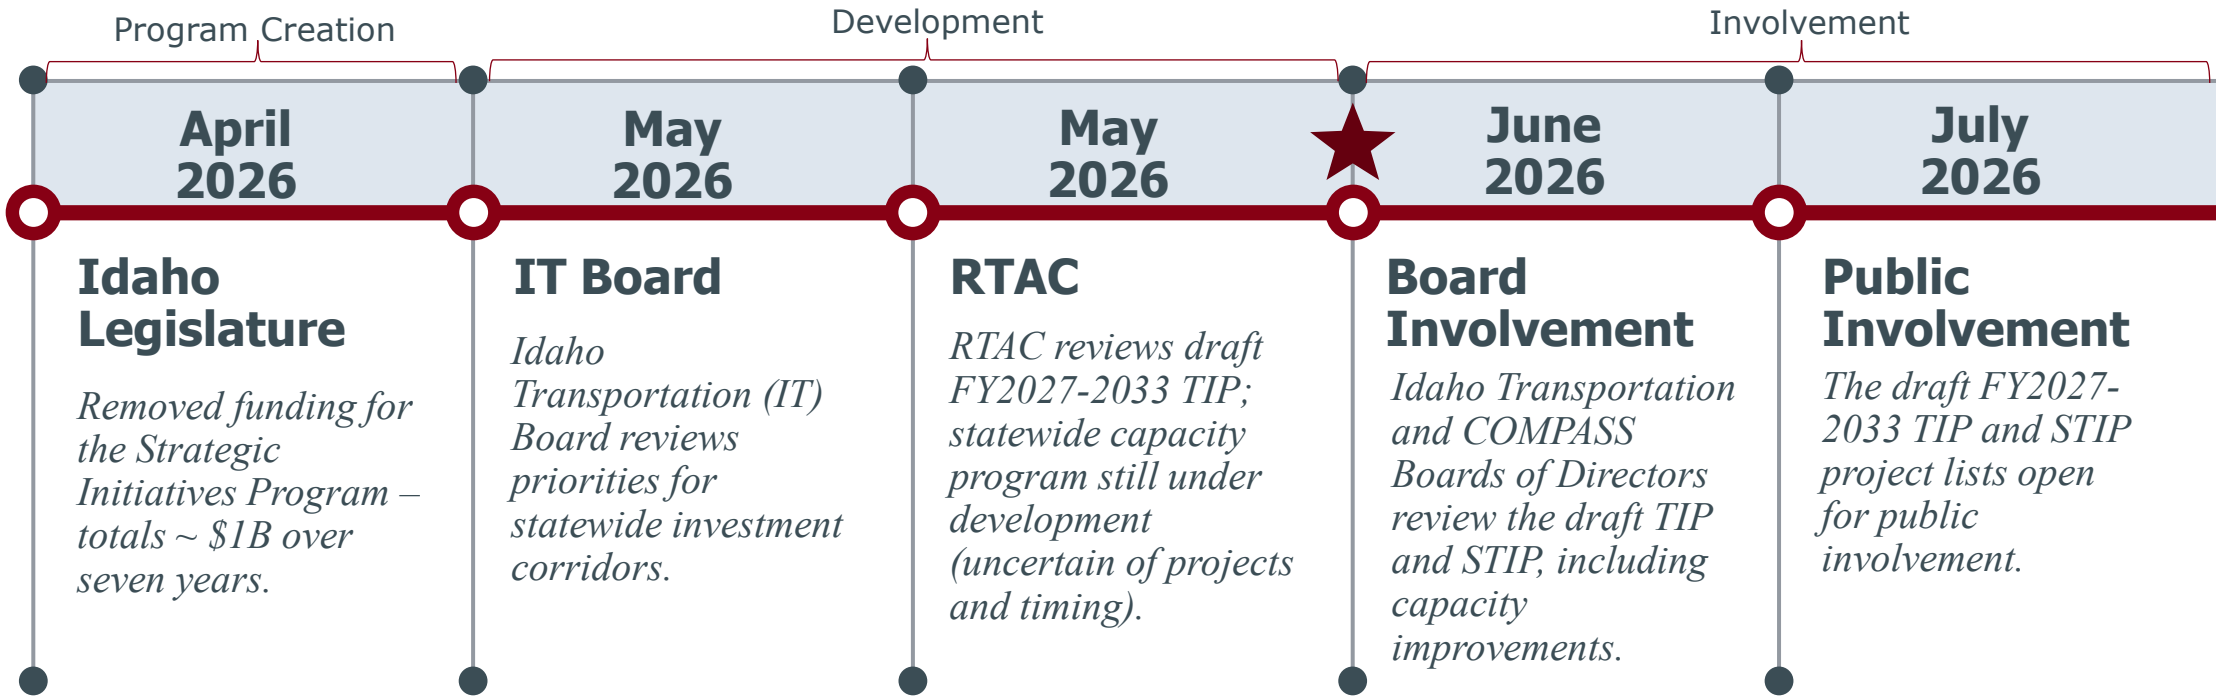 Program Creation
Development
Involvement
April
2026
May
2026
May
2026
June
2026
July
2026
Idaho
Legislature
Removed funding for
the Strategic
Initiatives Program –
totals ~ $1B over
seven years.
IT Board
Idaho
Transportation (IT)
Board reviews
priorities for
statewide investment
corridors.
RTAC
RTAC reviews draft
FY2027-2033 TIP;
statewide capacity
program still under
development
(uncertain of projects
and timing).
Board
Involvement
Idaho Transportation
and COMPASS
Boards of Directors
review the draft TIP
and STIP, including
capacity
improvements.
Public
Involvement
The draft FY2027-
2033 TIP and STIP
project lists open
for public
involvement.